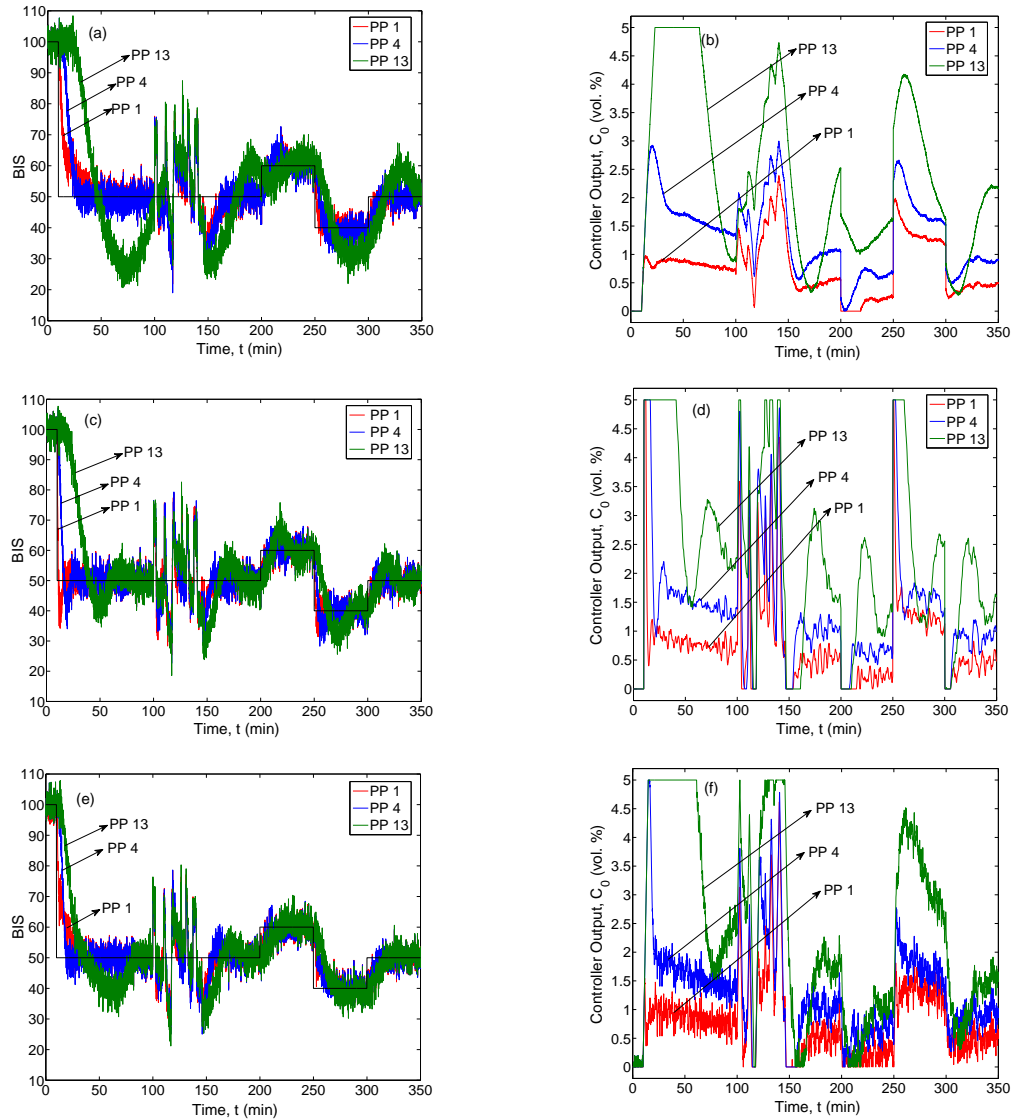 (a)
PP 1
PP 4
PP 13
PP 13
PP 4
PP 1
BIS
110
100
90
80
70
60
50
40
30
20
10
0 50 100 150 200 250 300 350
Time, t (min)
(b)
PP 1
PP 4
PP 13
PP 13
PP 4
PP 1
Controller Output, C0 (vol. %)
5
4.5
4
3.5
3
2.5
2
1.5
1
0.5
0
0 50 100 150 200 250 300 350
Time, t (min)
(c)
PP 1
PP 4
PP 13
PP 13
PP 4
PP 1
BIS
110
100
90
80
70
60
50
40
30
20
10
0 50 100 150 200 250 300 350
Time, t (min)
(d)
PP 1
PP 4
PP 13
PP 13
PP 4
PP 1
Controller Output, C0 (vol. %)
5
4.5
4
3.5
3
2.5
2
1.5
1
0.5
0
0 50 100 150 200 250 300 350
Time, t (min)
(e)
PP 1
PP 4
PP 13
PP 13
PP 4
PP 1
BIS
110
100
90
80
70
60
50
40
30
20
10
0 50 100 150 200 250 300 350
Time, t (min)
(f)
PP 1
PP 4
PP 13
PP 13
PP 4
PP 1
Controller Output, C0 (vol. %)
5
4.5
4
3.5
3
2.5
2
1.5
1
0.5
0
0 50 100 150 200 250 300 350
Time, t (min)